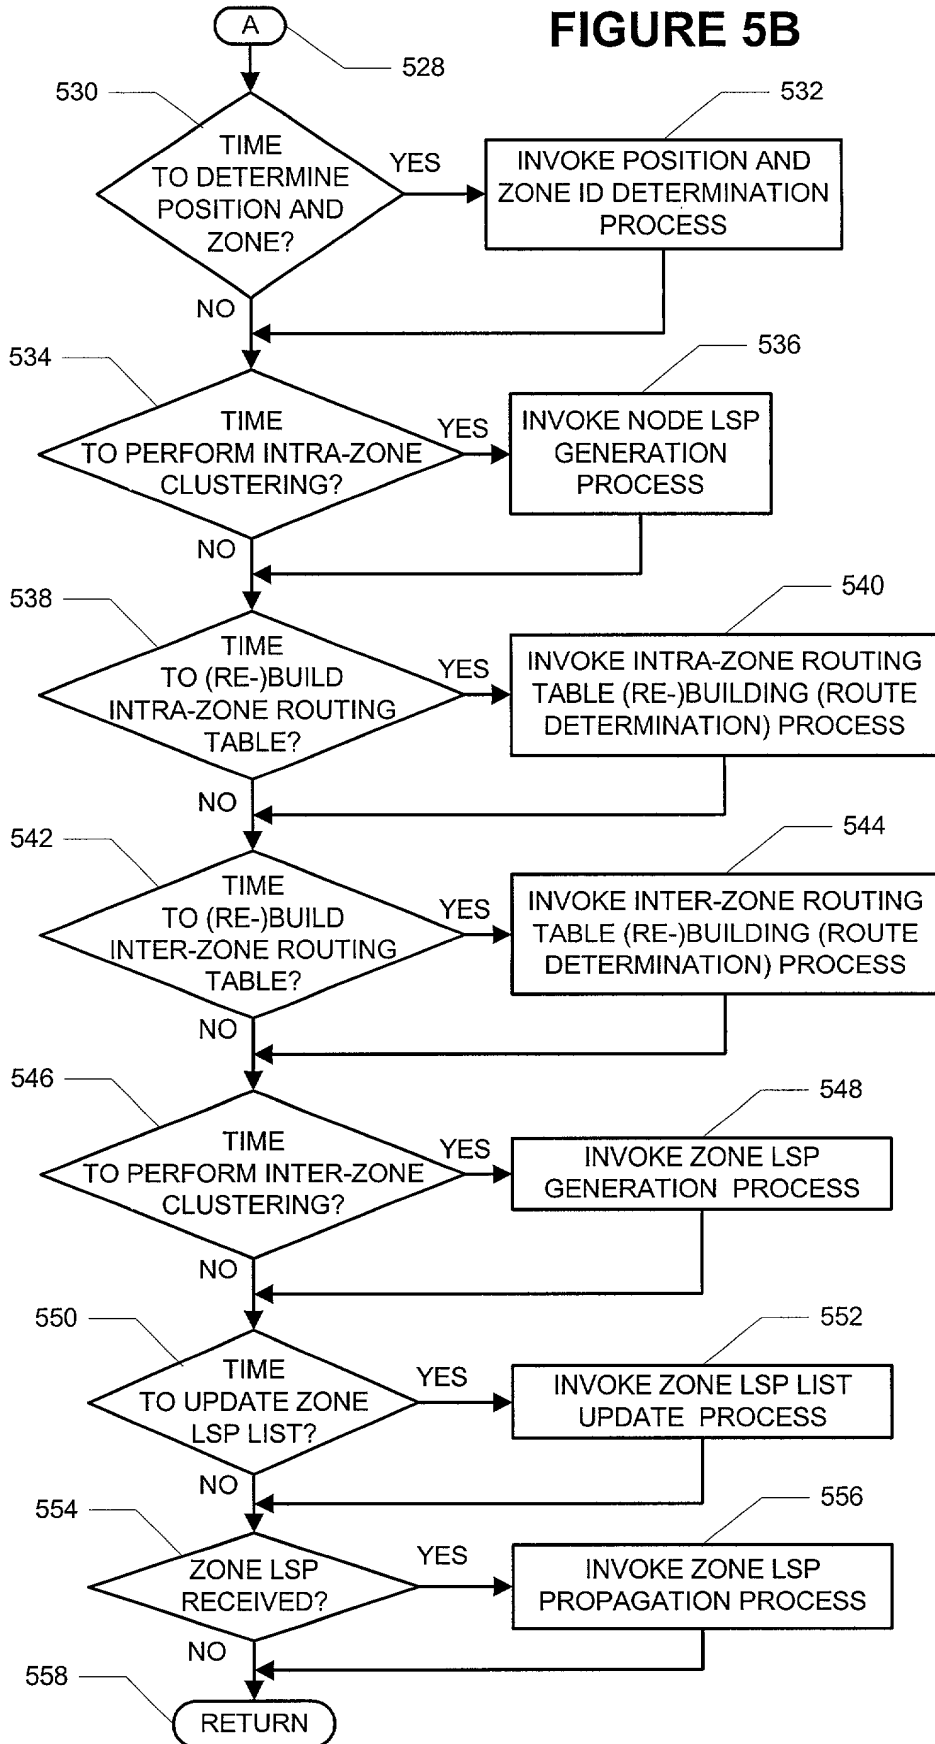 FIGURE 5B
A
528
530
TIME
TO DETERMINE
POSITION AND
ZONE?
YES
532
INVOKE POSITION AND
ZONE ID DETERMINATION
PROCESS
NO
534
TIME
TO PERFORM INTRA-ZONE
CLUSTERING?
YES
536
INVOKE NODE LSP
GENERATION
PROCESS
NO
538
TIME
TO (RE-)BUILD
INTRA-ZONE ROUTING
TABLE?
YES
540
INVOKE INTRA-ZONE ROUTING
TABLE (RE-)BUILDING (ROUTE
DETERMINATION) PROCESS
NO
542
TIME
TO (RE-)BUILD
INTER-ZONE ROUTING
TABLE?
YES
544
INVOKE INTER-ZONE ROUTING
TABLE (RE-)BUILDING (ROUTE
DETERMINATION) PROCESS
NO
546
TIME
TO PERFORM INTER-ZONE
CLUSTERING?
YES
548
INVOKE ZONE LSP
GENERATION PROCESS
NO
550
TIME
TO UPDATE ZONE
LSP LIST?
YES
552
INVOKE ZONE LSP LIST
UPDATE PROCESS
NO
554
ZONE LSP
RECEIVED?
YES
556
INVOKE ZONE LSP
PROPAGATION PROCESS
NO
558
RETURN